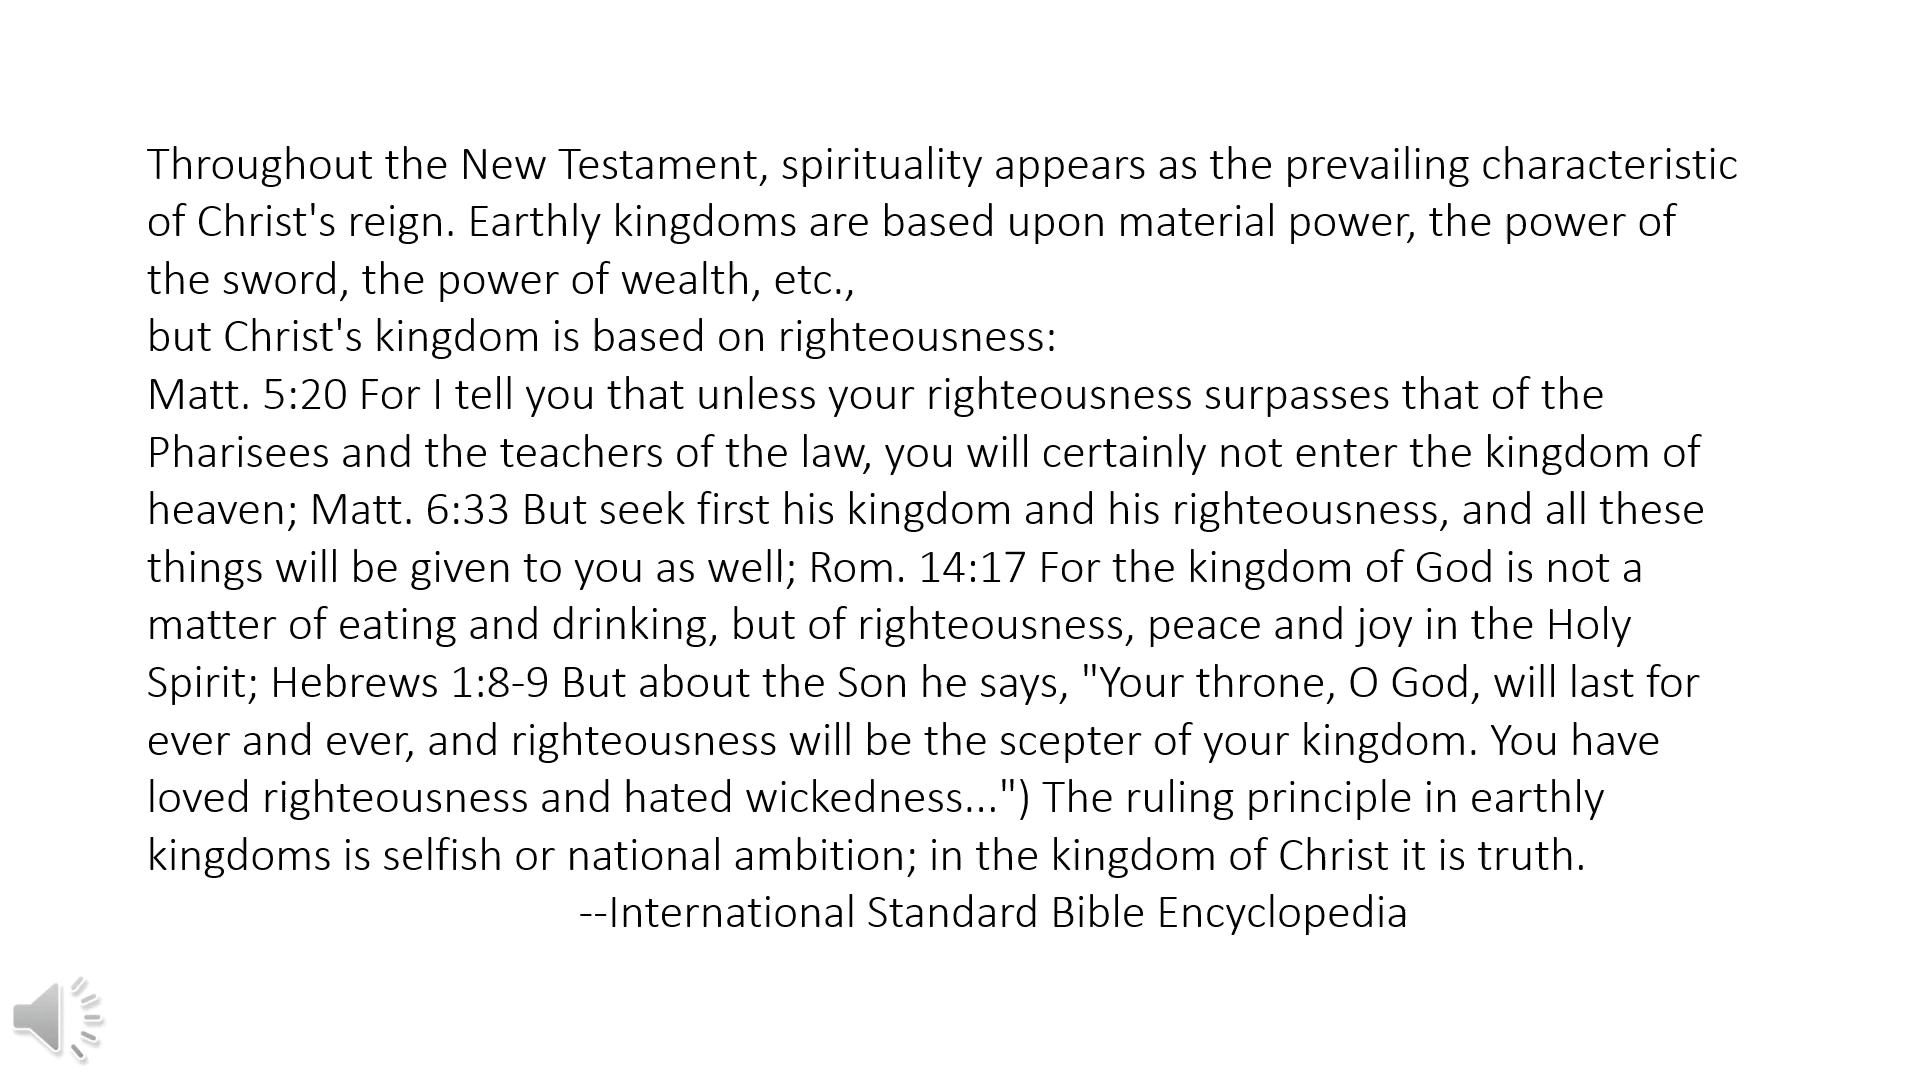 Throughout the New Testament, spirituality appears as the prevailing characteristic
of Christ's reign. Earthly kingdoms are based upon material power, the power of
the sword, the power of wealth, etc.,
but Christ's kingdom is based on righteousness:
Matt. 5:20 For I tell you that unless your righteousness surpasses that of the
Pharisees and the teachers of the law, you will certainly not enter the kingdom of
heaven; Matt. 6:33 But seek first his kingdom and his righteousness, and all these
things will be given to you as well; Rom. 14:17 For the kingdom of God is not a
matter of eating and drinking, but of righteousness, peace and joy in the Holy
Spirit; Hebrews 1:8-9 But about the Son he says, "Your throne, O God, will last for
ever and ever, and righteousness will be the scepter of your kingdom. You have
loved righteousness and hated wickedness...") The ruling principle in earthly
kingdoms is selfish or national ambition; in the kingdom of Christ it is truth.
--International Standard Bible Encyclopedia